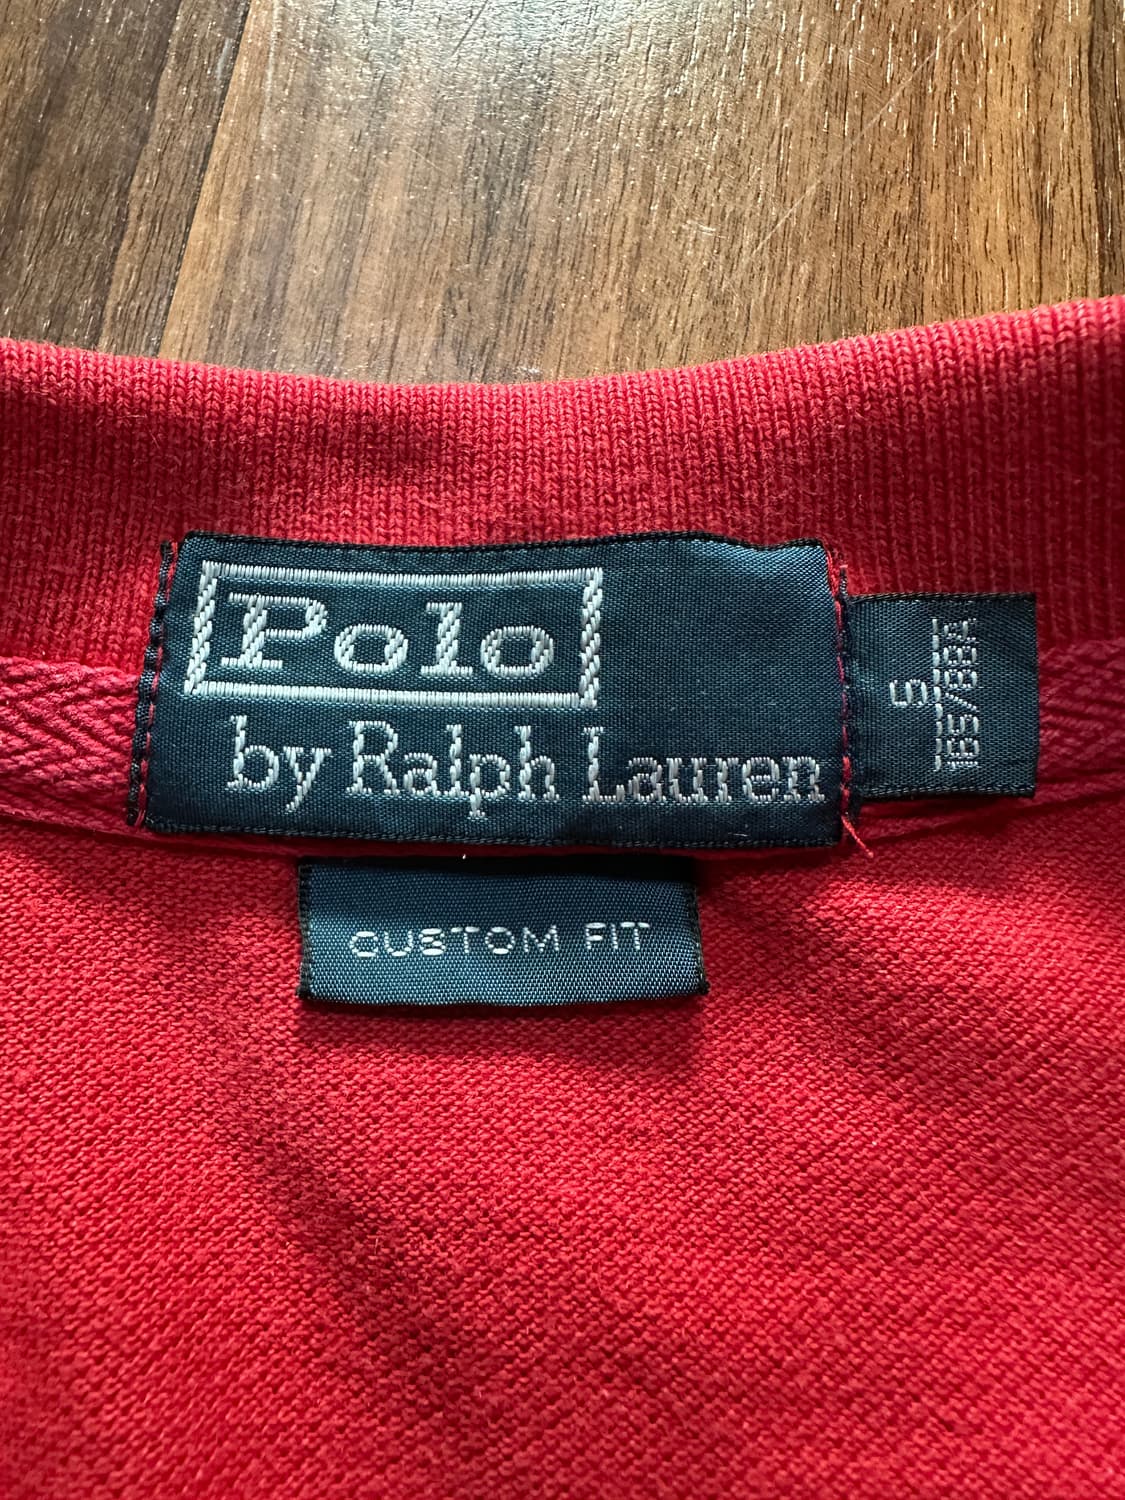 Polo
by Ralph Lauren
S
165/88A
CUSTOM FIT